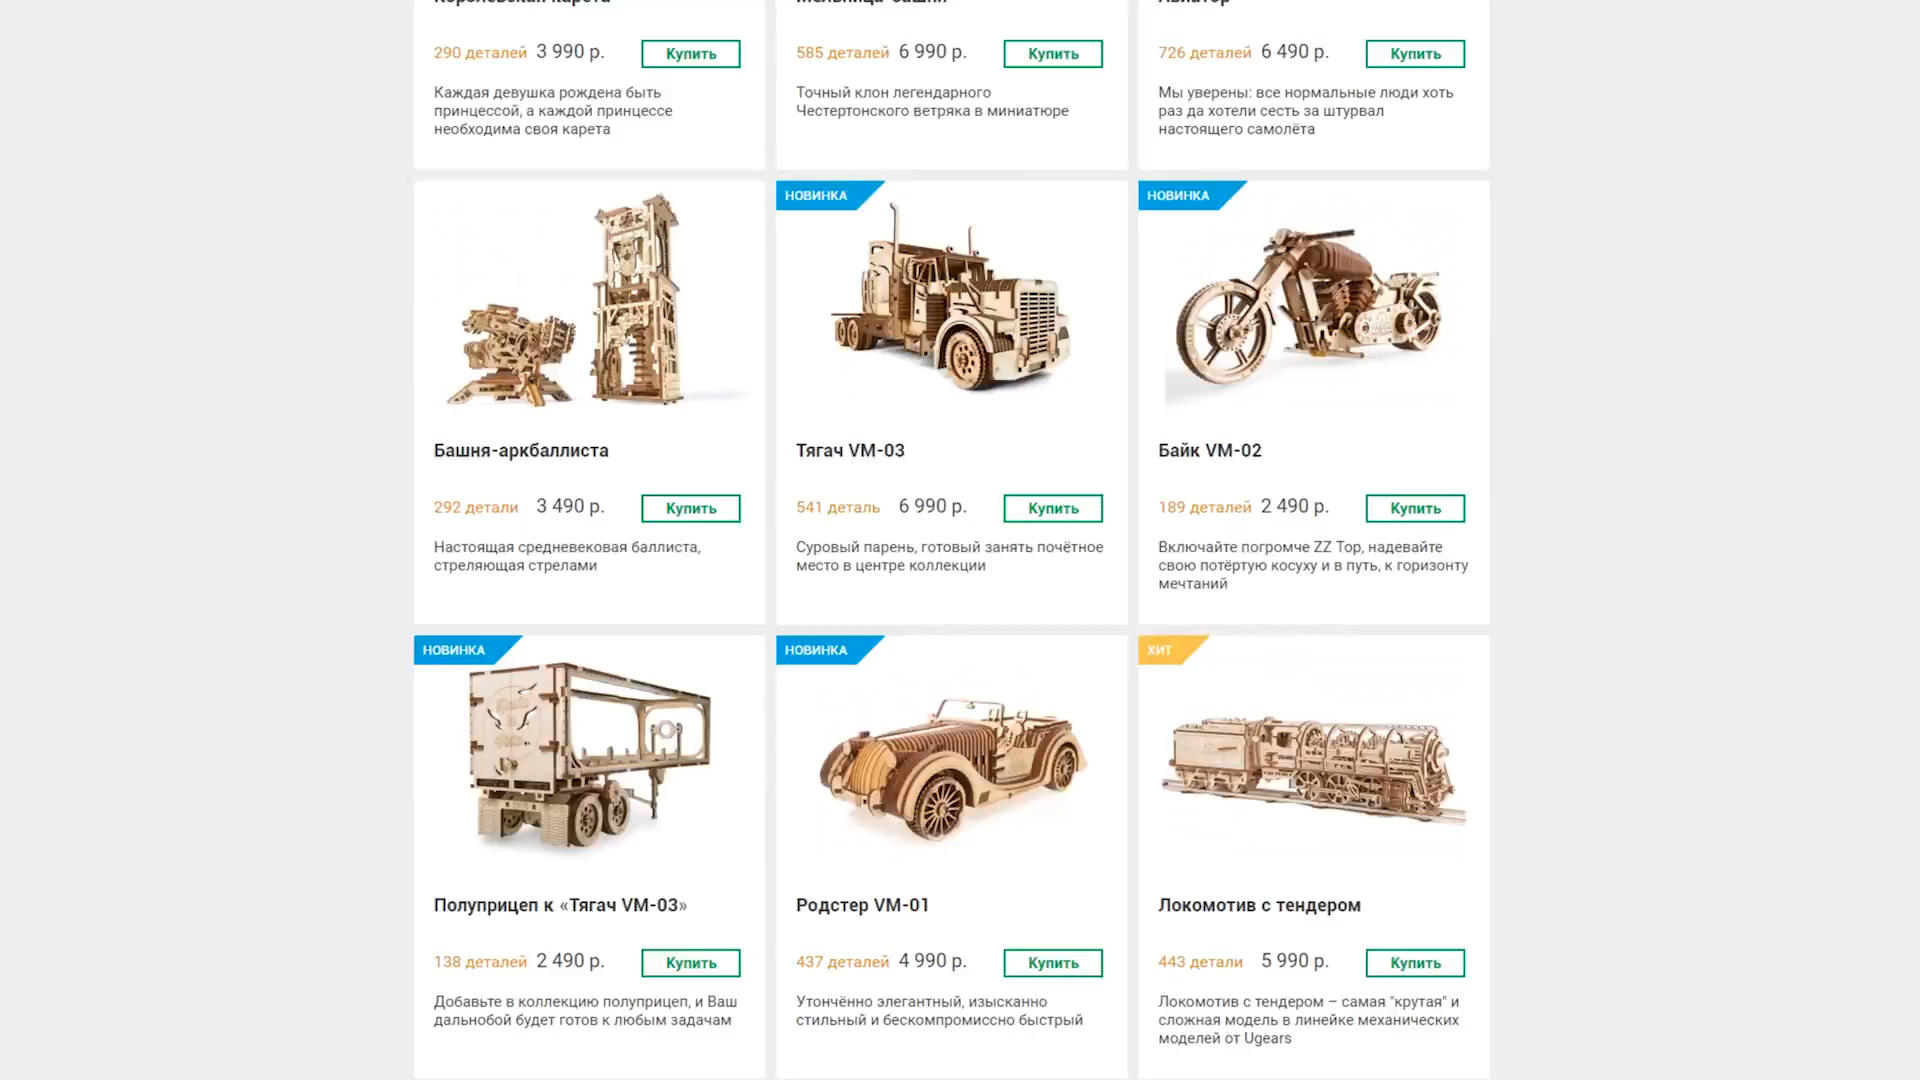 Королевская карета
290 деталей 3 990 р. Купить
Каждая девушка рождена быть
принцессой, а каждой принцессе
необходима своя карета
Мельница-башня
585 деталей 6 990 р. Купить
Точный клон легендарного
Честертонского ветряка в миниатюре
Авиатор
726 деталей 6 490 р. Купить
Мы уверены: все нормальные люди хоть
раз да хотели сесть за штурвал
настоящего самолёта
Башня-аркбаллиста
292 детали 3 490 р. Купить
Настоящая средневековая баллиста,
стреляющая стрелами
НОВИНКА
Тягач VM-03
541 деталь 6 990 р. Купить
Суровый парень, готовый занять почётное
место в центре коллекции
НОВИНКА
Байк VM-02
189 деталей 2 490 р. Купить
Включайте погромче ZZ Top, надевайте
свою потёртую косуху и в путь, к горизонту
мечтаний
НОВИНКА
Полуприцеп к «Тягач VM-03»
138 деталей 2 490 р. Купить
Добавьте в коллекцию полуприцеп, и Ваш
дальнобой будет готов к любым задачам
НОВИНКА
Родстер VM-01
437 деталей 4 990 р. Купить
Утончённо элегантный, изысканно
стильный и бескомпромиссно быстрый
ХИТ
Локомотив с тендером
443 детали 5 990 р. Купить
Локомотив с тендером – самая "крутая" и
сложная модель в линейке механических
моделей от Ugears